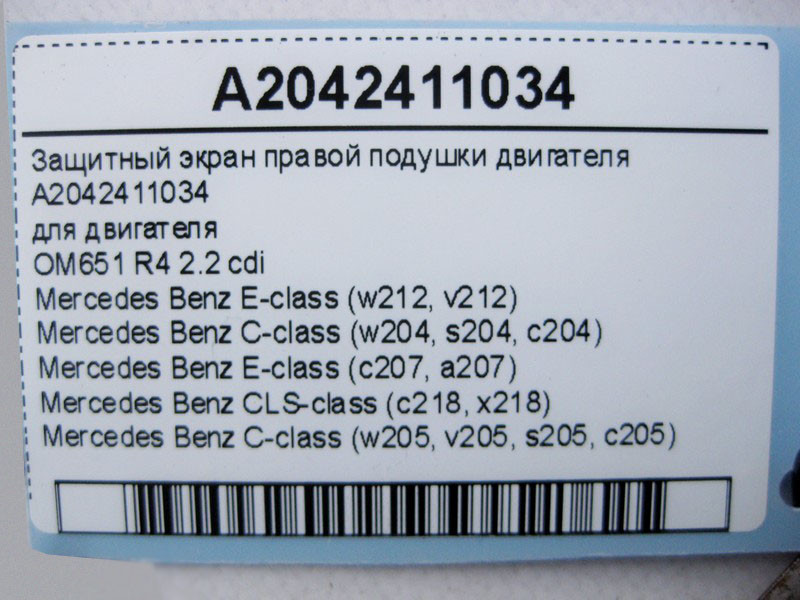 A2042411034
Защитный экран правой подушки двигателя
A2042411034
для двигателя
OM651 R4 2.2 cdi
Mercedes Benz E-class (w212, v212)
Mercedes Benz C-class (w204, s204, c204)
Mercedes Benz E-class (c207, a207)
Mercedes Benz CLS-class (c218, x218)
Mercedes Benz C-class (w205, v205, s205, c205)